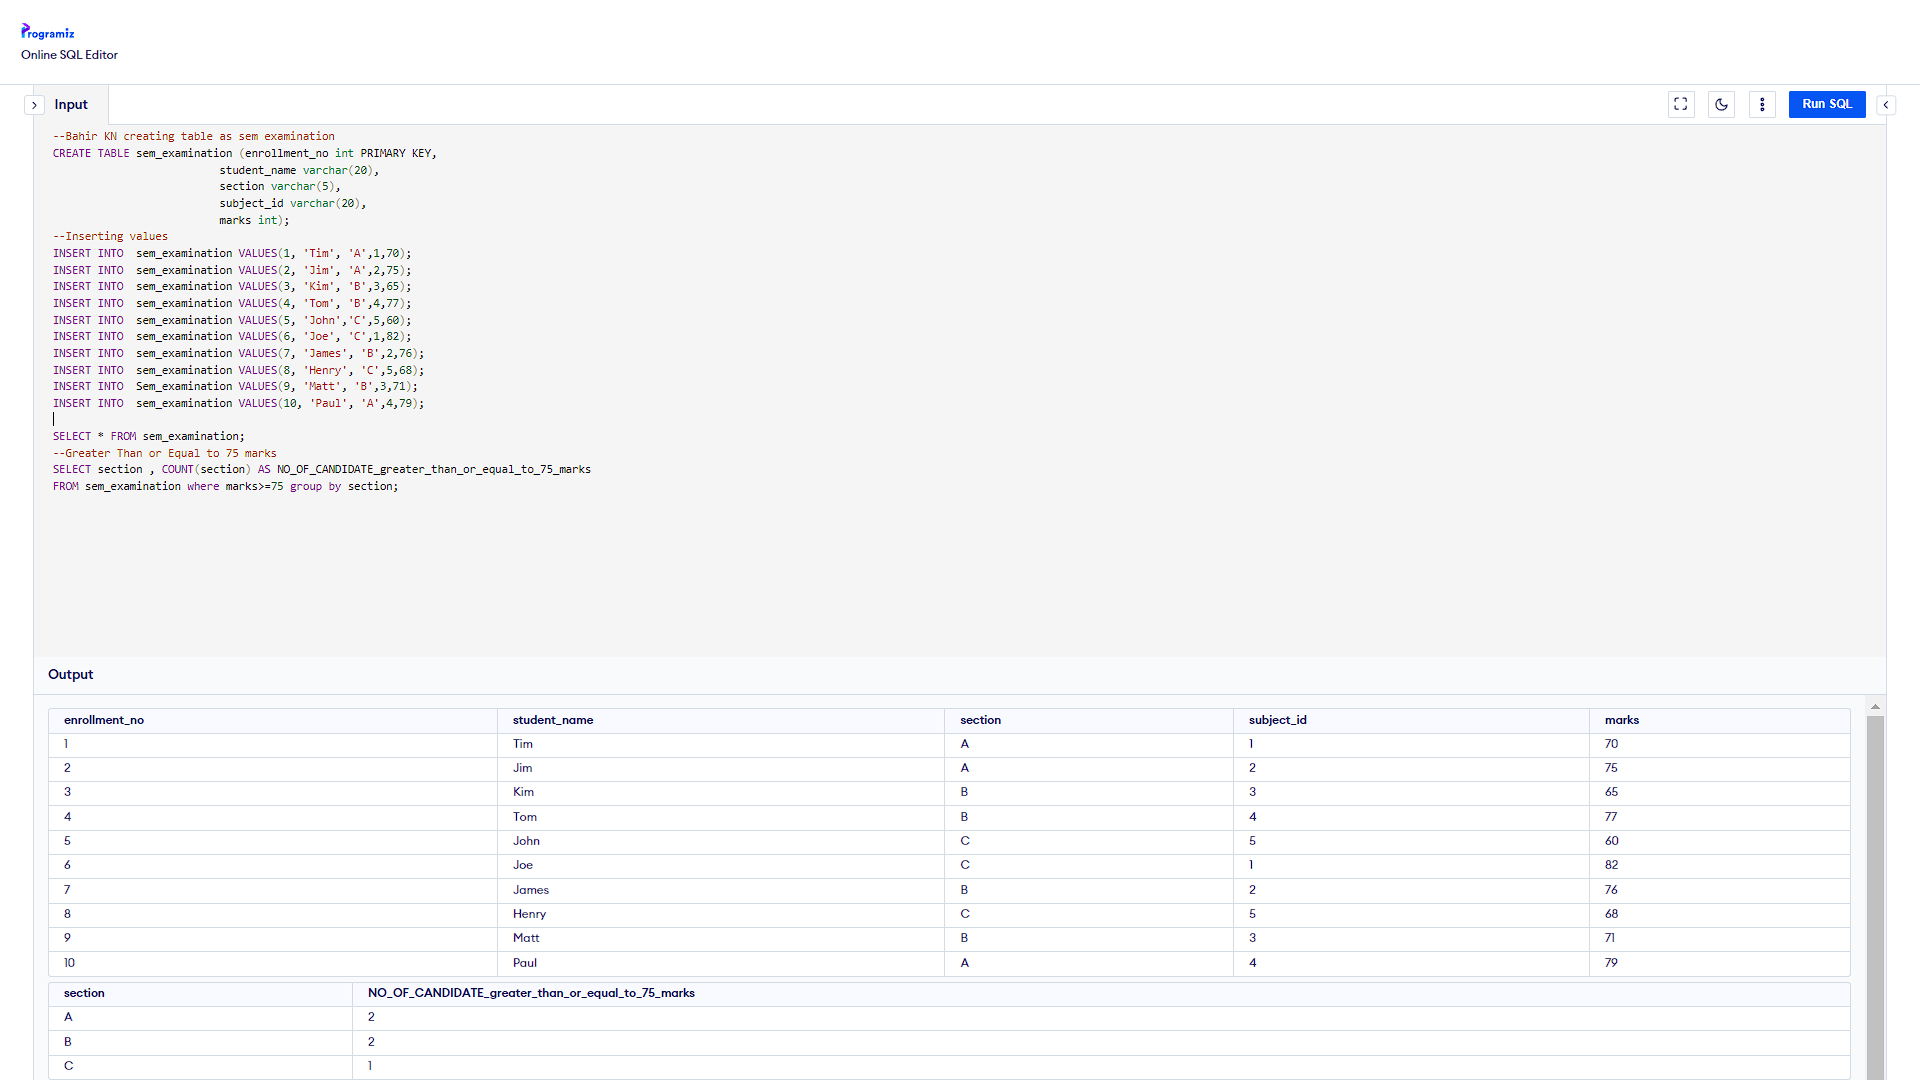 Programiz
Online SQL Editor
Input
Run SQL
--Bahir KN creating table as sem examination
CREATE TABLE sem_examination (enrollment_no int PRIMARY KEY,
student_name varchar(20),
section varchar(5),
subject_id varchar(20),
marks int);
--Inserting values
INSERT INTO  sem_examination VALUES(1, 'Tim', 'A',1,70);
INSERT INTO  sem_examination VALUES(2, 'Jim', 'A',2,75);
INSERT INTO  sem_examination VALUES(3, 'Kim', 'B',3,65);
INSERT INTO  sem_examination VALUES(4, 'Tom', 'B',4,77);
INSERT INTO  sem_examination VALUES(5, 'John','C',5,60);
INSERT INTO  sem_examination VALUES(6, 'Joe', 'C',1,82);
INSERT INTO  sem_examination VALUES(7, 'James', 'B',2,76);
INSERT INTO  sem_examination VALUES(8, 'Henry', 'C',5,68);
INSERT INTO  Sem_examination VALUES(9, 'Matt', 'B',3,71);
INSERT INTO  sem_examination VALUES(10, 'Paul', 'A',4,79);
SELECT * FROM sem_examination;
--Greater Than or Equal to 75 marks
SELECT section , COUNT(section) AS NO_OF_CANDIDATE_greater_than_or_equal_to_75_marks
FROM sem_examination where marks>=75 group by section;
Output
enrollment_no student_name section subject_id marks
1 Tim A 1 70
2 Jim A 2 75
3 Kim B 3 65
4 Tom B 4 77
5 John C 5 60
6 Joe C 1 82
7 James B 2 76
8 Henry C 5 68
9 Matt B 3 71
10 Paul A 4 79
section NO_OF_CANDIDATE_greater_than_or_equal_to_75_marks
A 2
B 2
C 1